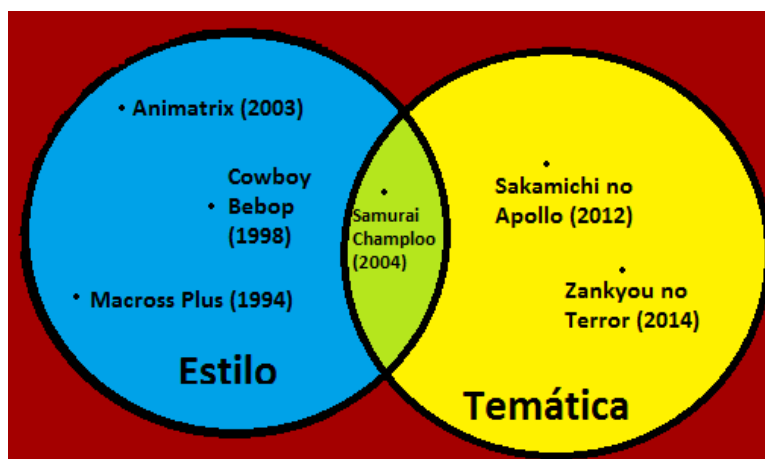 Animatrix (2003)
Cowboy
Bebop
(1998)
Macross Plus (1994)
Estilo
Samurai
Champloo
(2004)
Sakamichi no
Apollo (2012)
Zankyou no
Terror (2014)
Temática